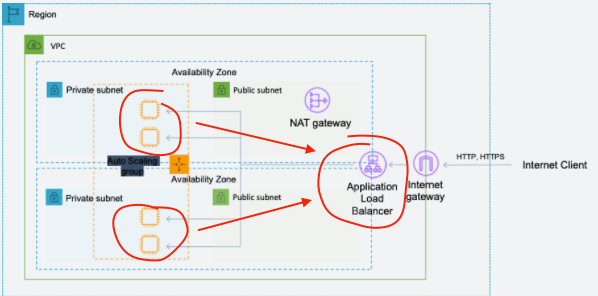 Region
VPC
Availability Zone
Private subnet
Public subnet
NAT gateway
Auto Scaling
group
Availability Zone
Private subnet
Public subnet
Application
Load
Balancer
Internet
gateway
HTTP, HTTPS
Internet Client